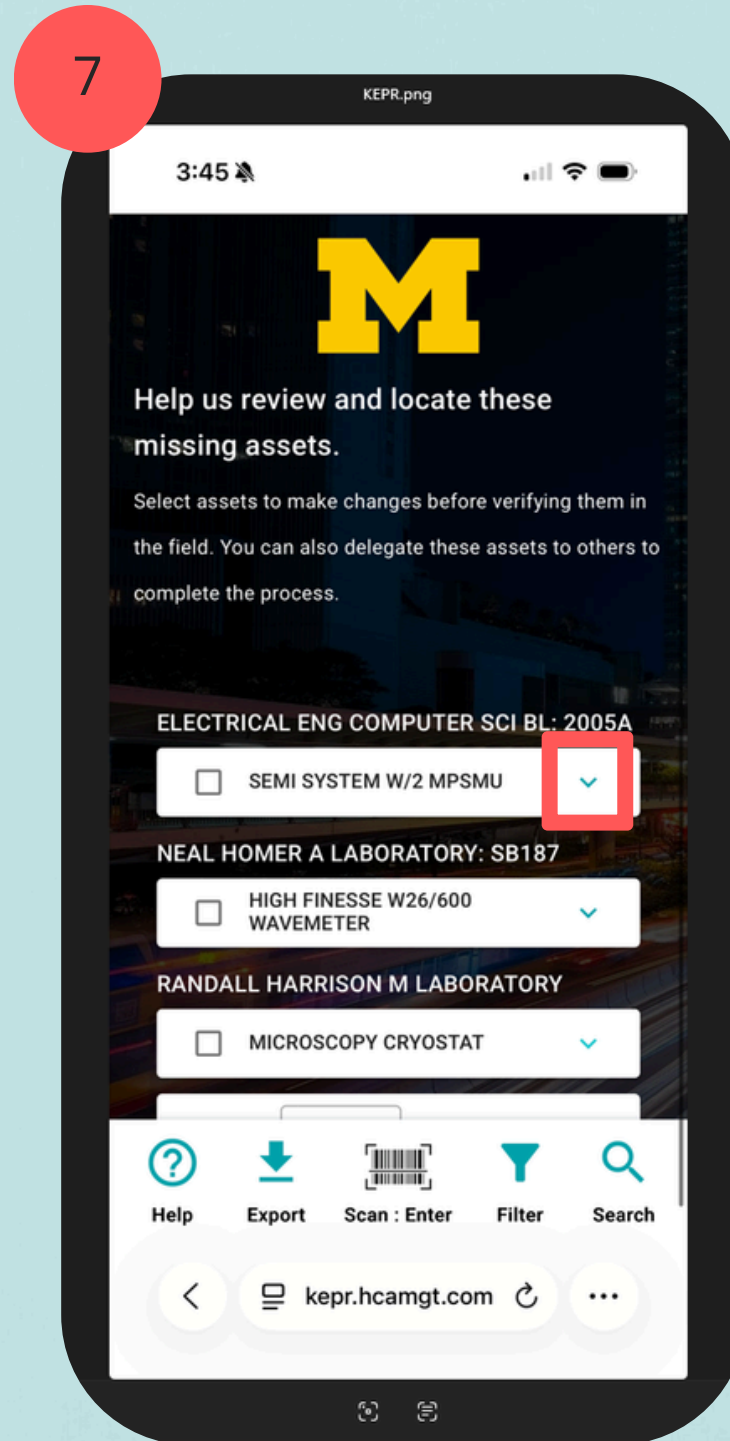 7
KEPR.png
3:45
M
Help us review and locate these
missing assets.
Select assets to make changes before verifying them in
the field. You can also delegate these assets to others to
complete the process.
ELECTRICAL ENG COMPUTER SCI BL: 2005A
SEMI SYSTEM W/2 MPSMU
NEAL HOMER A LABORATORY: SB187
HIGH FINESSE W26/600
WAVEMETER
RANDALL HARRISON M LABORATORY
MICROSCOPY CRYOSTAT
Help Export Scan : Enter Filter Search
kepr.hcamgt.com